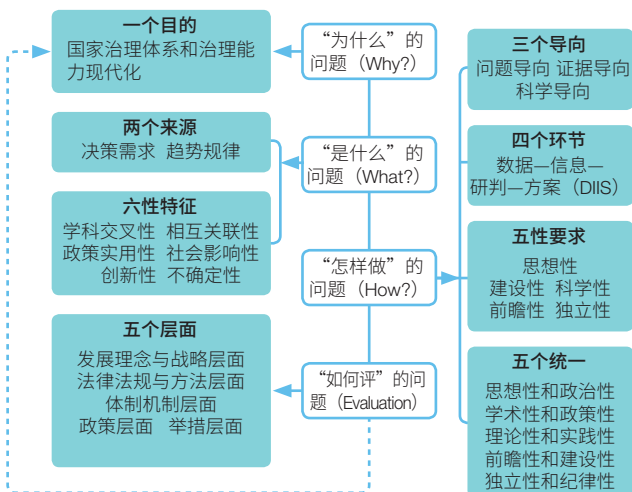 一个目的
国家治理体系和治理能
力现代化
“为什么”的
问题（Why?）
两个来源
决策需求 趋势规律
“是什么”的
问题（What?）
六性特征
学科交叉性 相互关联性
政策实用性 社会影响性
创新性 不确定性
“怎样做”的
问题（How?）
三个导向
问题导向 证据导向
科学导向
四个环节
数据—信息—
研判—方案（DIIS）
五性要求
思想性
建设性 科学性
前瞻性 独立性
五个统一
思想性和政治性
学术性和政策性
理论性和实践性
前瞻性和建设性
独立性和纪律性
五个层面
发展理念与战略层面
法律法规与方法层面
体制机制层面
政策层面 举措层面
“如何评”的问
题（Evaluation）